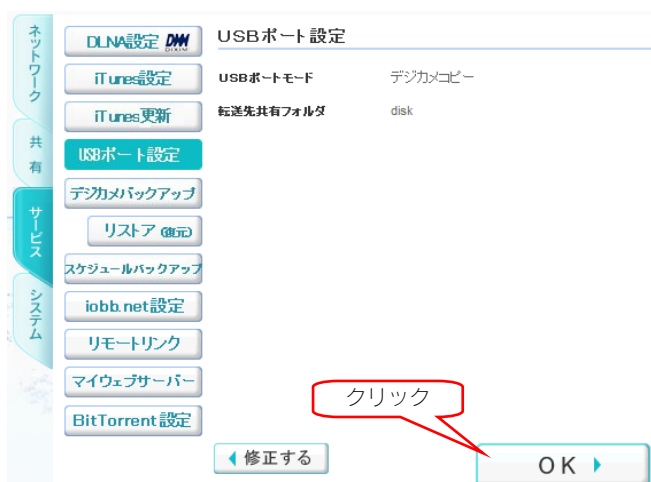 ネットワーク
共有
サービス
システム
DLNA設定 DiXiM
iTunes設定
iTunes更新
USBポート設定
デジカメバックアップ
リストア(復元)
スケジュールバックアップ
iobb.net設定
リモートリンク
マイウェブサーバー
BitTorrent設定
USBポート設定
USBポートモード デジカメコピー
転送先共有フォルダ disk
クリック
修正する
OK